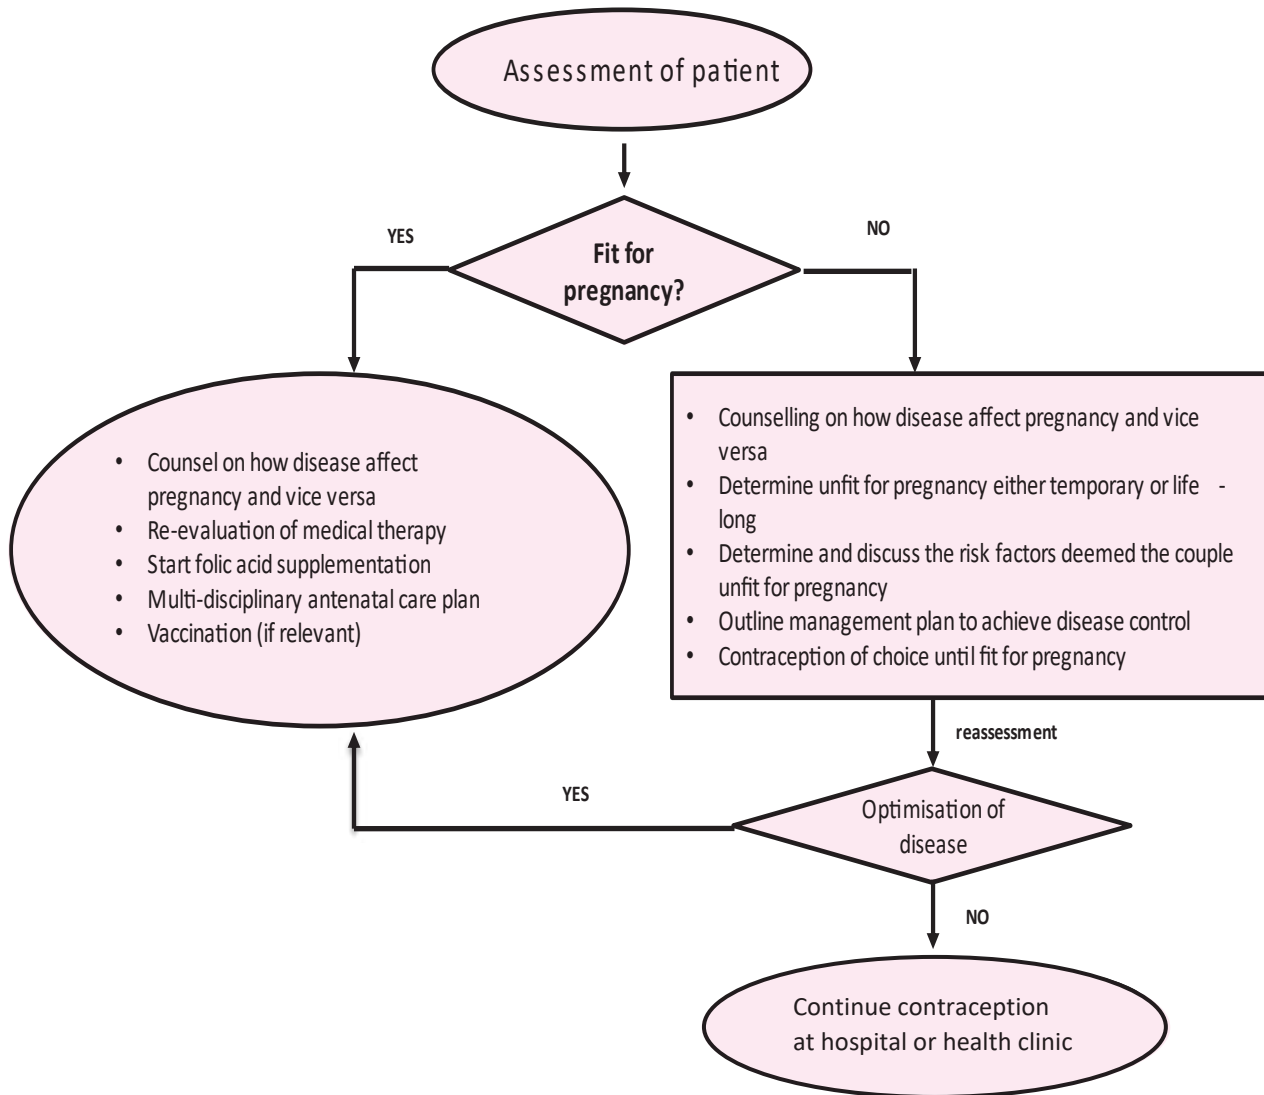 Assessment of patient
YES
NO
Fit for
pregnancy?
• Counsel on how disease affect
pregnancy and vice versa
• Re-evaluation of medical therapy
• Start folic acid supplementation
• Multi-disciplinary antenatal care plan
• Vaccination (if relevant)
• Counselling on how disease affect pregnancy and vice
versa
• Determine unfit for pregnancy either temporary or life -
long
• Determine and discuss the risk factors deemed the couple
unfit for pregnancy
• Outline management plan to achieve disease control
• Contraception of choice until fit for pregnancy
reassessment
YES
Optimisation of
disease
NO
Continue contraception
at hospital or health clinic